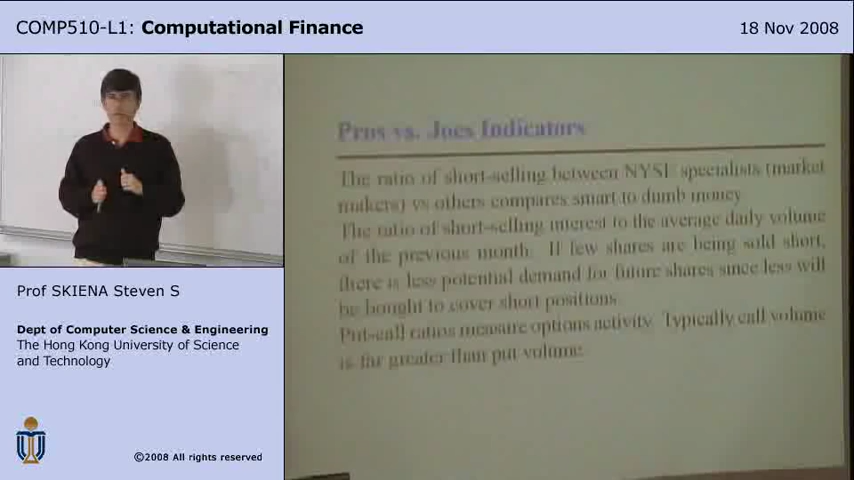 COMP510-L1: Computational Finance
18 Nov 2008
Pros vs. Joes Indicators
The ratio of short-selling between NYSE specialists (market
makers) vs others compares smart to dumb money
The ratio of short-selling interest to the average daily volume
of the previous month. If few shares are being sold short,
there is less potential demand for future shares since less will
be bought to cover short positions
Put-call ratios measure options activity. Typically call volume
is far greater than put volume.
Prof SKIENA Steven S
Dept of Computer Science & Engineering
The Hong Kong University of Science
and Technology
©2008 All rights reserved